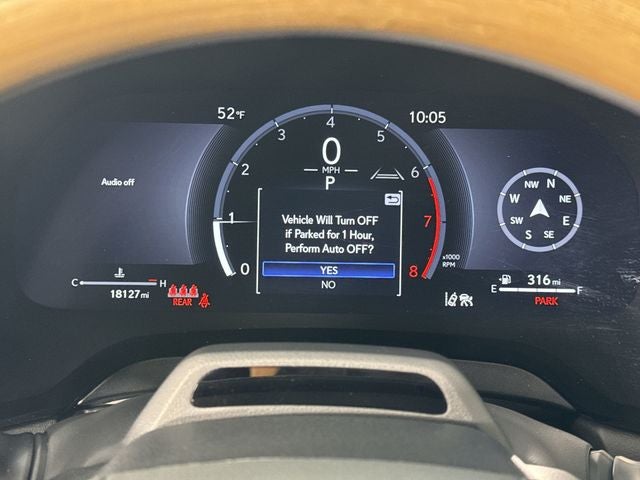 52°F
10:05
Audio off
0
1
2
3
4
5
6
7
8
x1000
RPM
0
MPH
P
Vehicle Will Turn OFF
if Parked for 1 Hour,
Perform Auto OFF?
YES
NO
NW N NE
W E
SW SE
S
C H
18127 mi
REAR
316 mi
E F
PARK